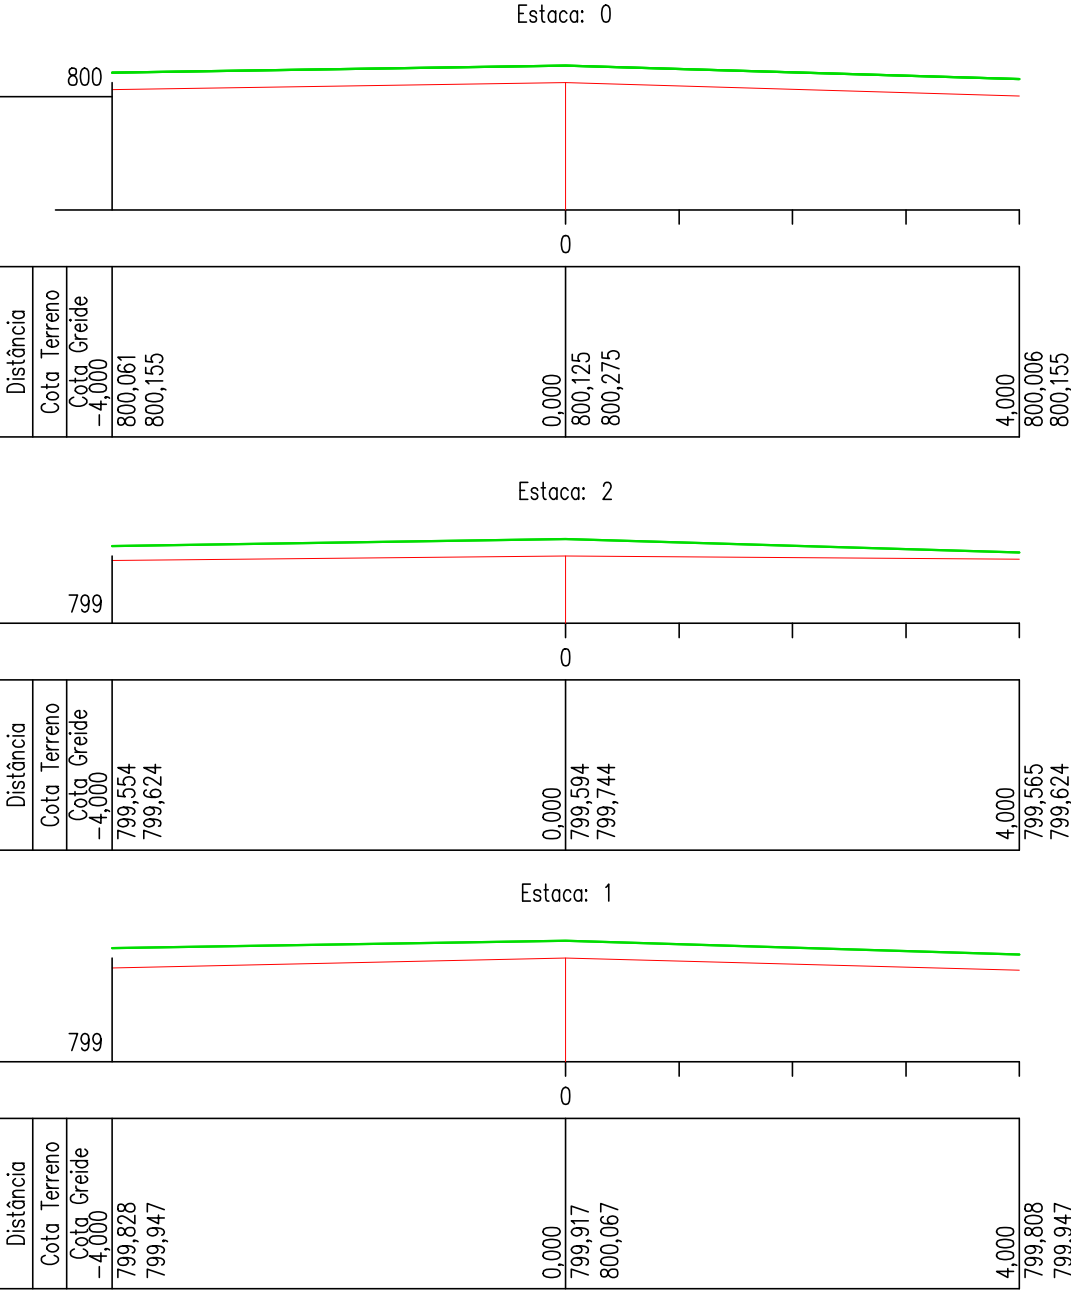 Estaca: 0
800
0
Distância
Cota Terreno
Cota Greide
-4,000
800,061
800,155
0,000
800,125
800,275
4,000
800,006
800,155
Estaca: 2
799
0
Distância
Cota Terreno
Cota Greide
-4,000
799,554
799,624
0,000
799,594
799,744
4,000
799,565
799,624
Estaca: 1
799
0
Distância
Cota Terreno
Cota Greide
-4,000
799,828
799,947
0,000
799,917
800,067
4,000
799,808
799,947